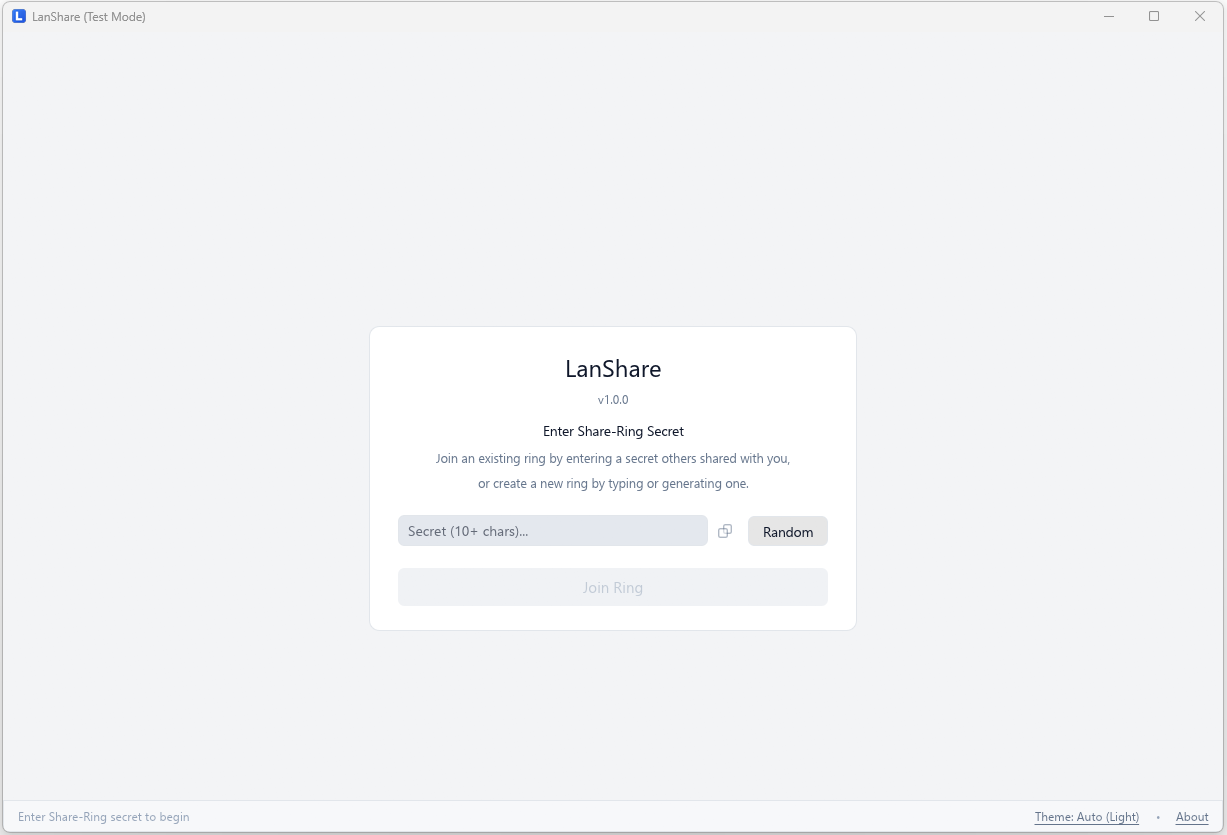 LanShare (Test Mode)
LanShare
v1.0.0
Enter Share-Ring Secret
Join an existing ring by entering a secret others shared with you,
or create a new ring by typing or generating one.
Secret (10+ chars)...
Random
Join Ring
Enter Share-Ring secret to begin
Theme: Auto (Light) • About